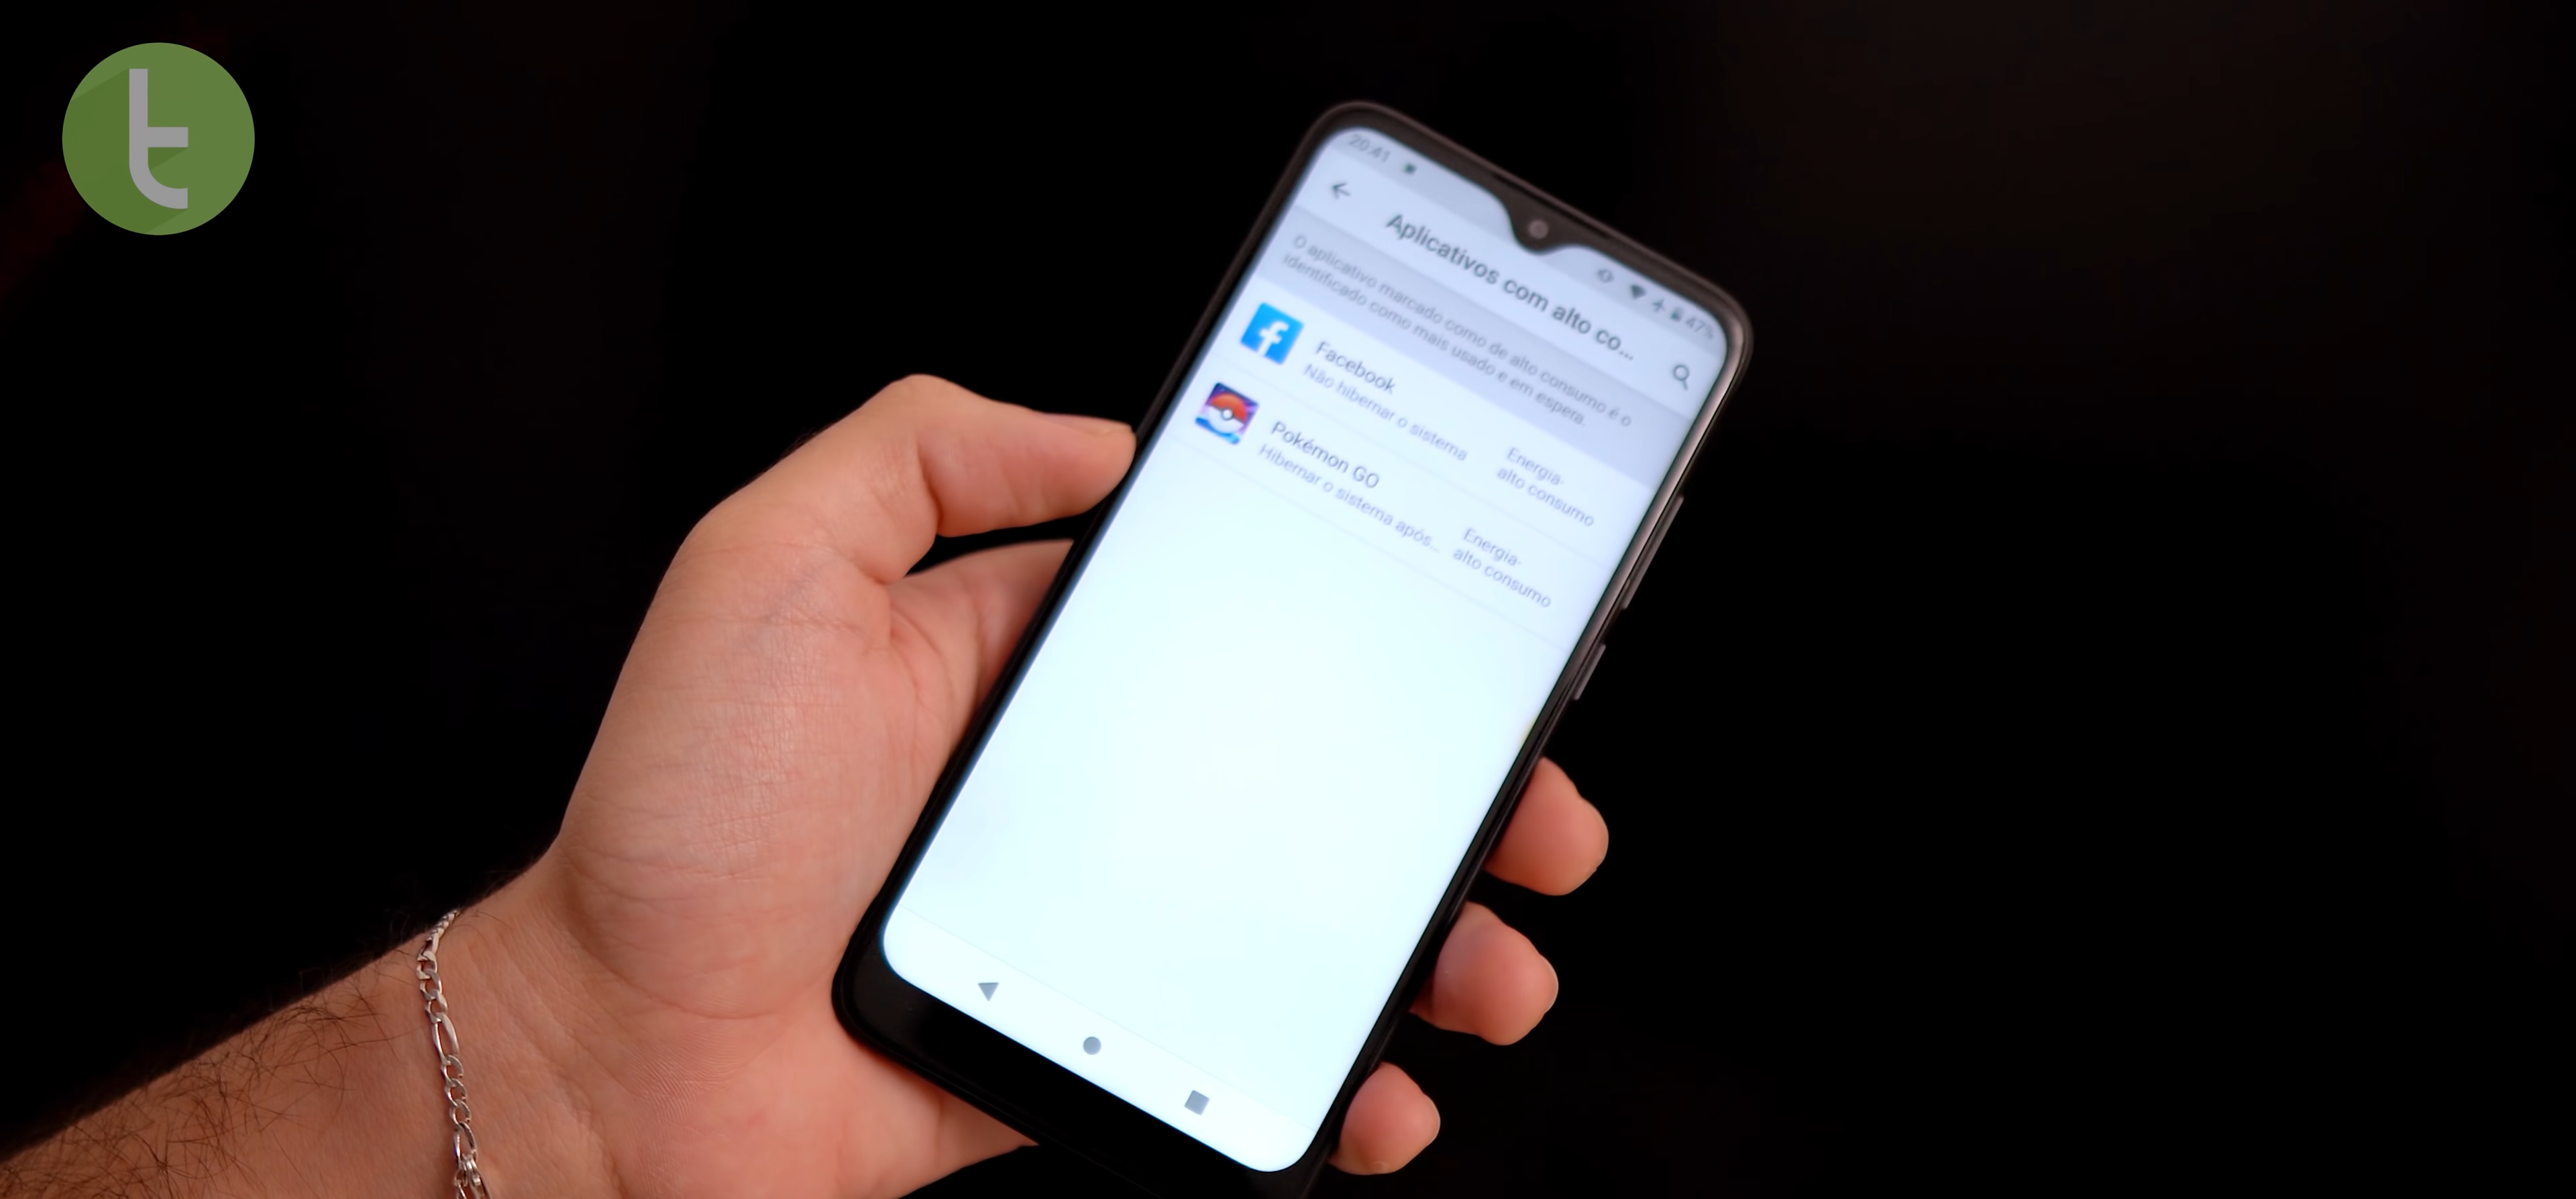 t
20:41
47%
Aplicativos com alto co...
O aplicativo marcado como de alto consumo é o
identificado como mais usado e em espera.
Facebook
Não hibernar o sistema
Energia-
alto consumo
Pokémon GO
Hibernar o sistema após...
Energia-
alto consumo